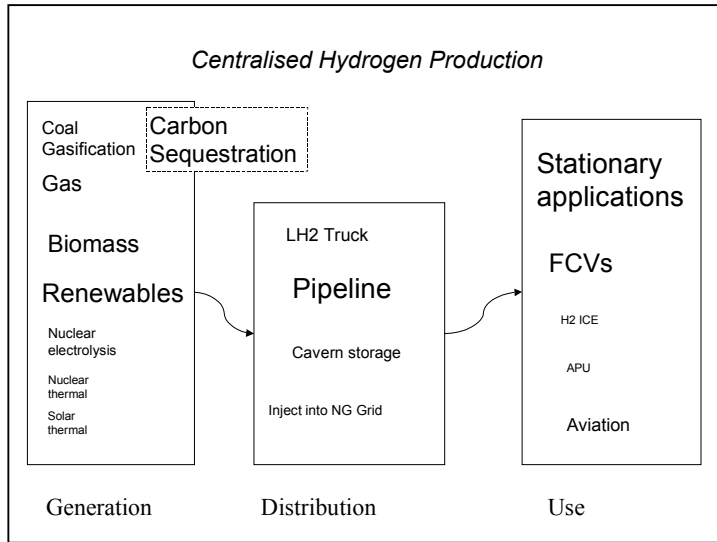 Centralised Hydrogen Production
Coal
Gasification
Carbon
Sequestration
Gas
Biomass
Renewables
Nuclear
electrolysis
Nuclear
thermal
Solar
thermal
LH2 Truck
Pipeline
Cavern storage
Inject into NG Grid
Stationary
applications
FCVs
H2 ICE
APU
Aviation
Generation
Distribution
Use